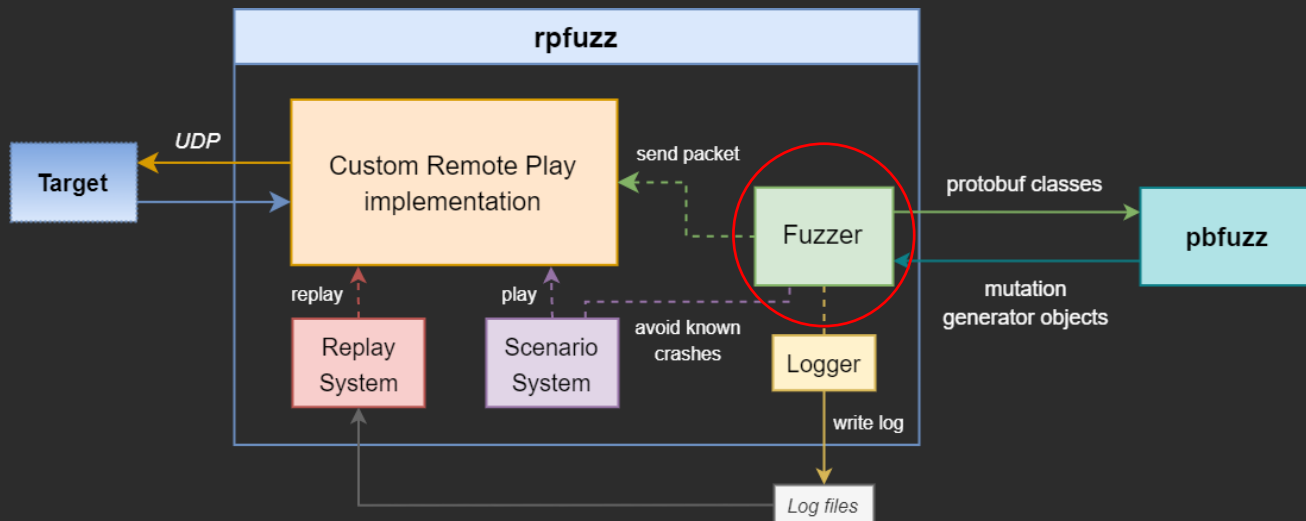 rpfuzz
UDP
Target
Custom Remote Play
implementation
send packet
Fuzzer
protobuf classes
pbfuzz
mutation
generator objects
replay
play
avoid known
crashes
Replay
System
Scenario
System
Logger
write log
Log files